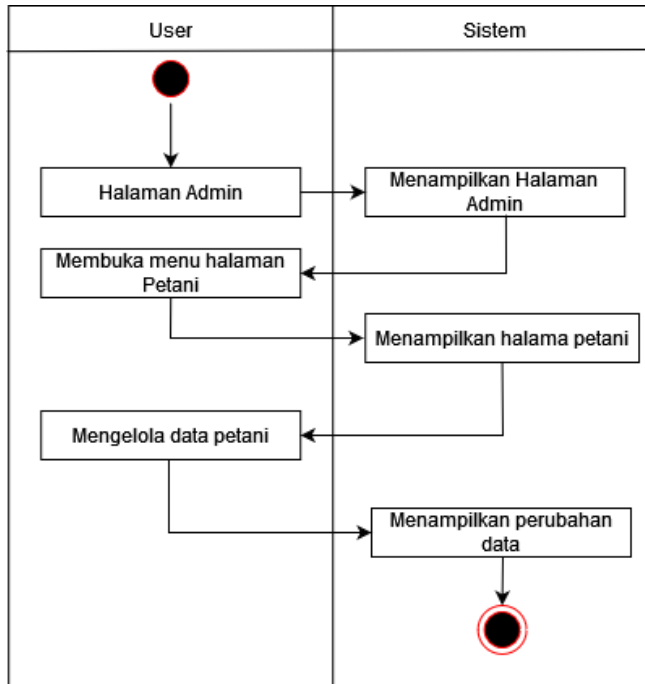 User
Sistem
Halaman Admin
Menampilkan Halaman
Admin
Membuka menu halaman
Petani
Menampilkan halama petani
Mengelola data petani
Menampilkan perubahan
data